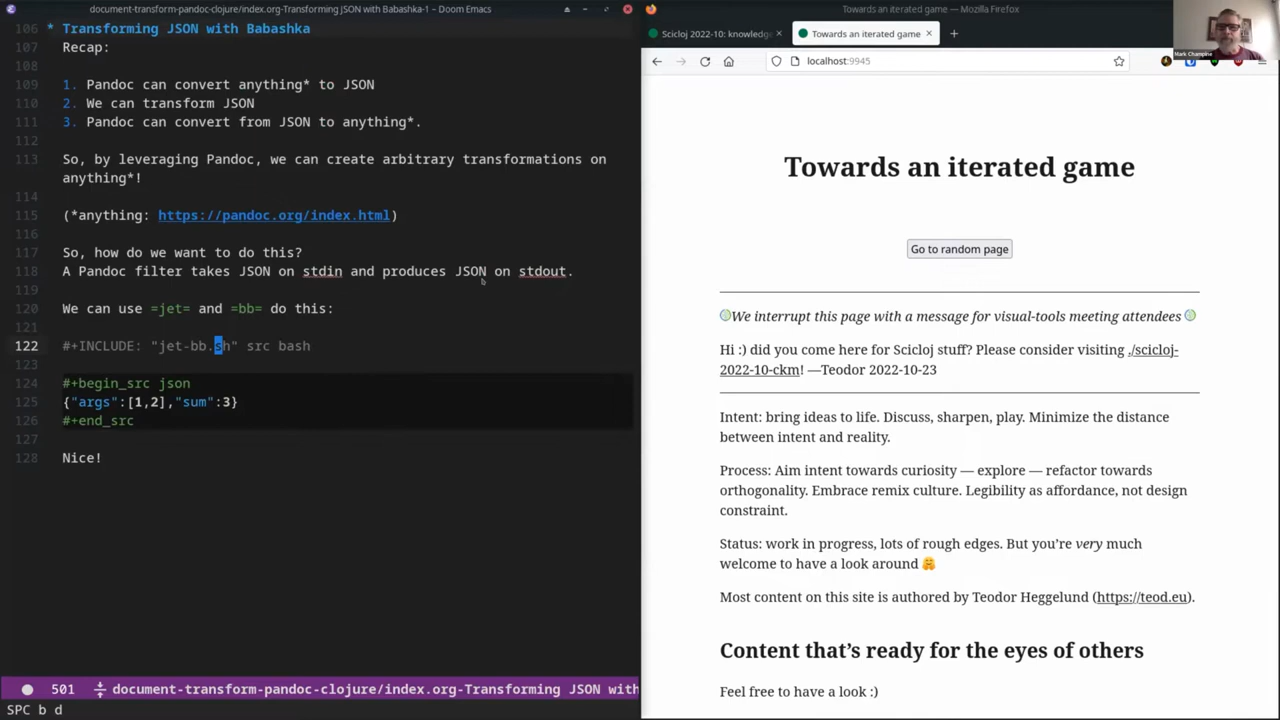 document-transform-pandoc-clojure/index.org-Transforming JSON with Babashka-1 – Doom Emacs
106 * Transforming JSON with Babashka
107 Recap:
108
109 1. Pandoc can convert anything* to JSON
110 2. We can transform JSON
111 3. Pandoc can convert from JSON to anything*.
112
113 So, by leveraging Pandoc, we can create arbitrary transformations on
anything*!
114
115 (*anything: https://pandoc.org/index.html)
116
117 So, how do we want to do this?
118 A Pandoc filter takes JSON on stdin and produces JSON on stdout.
119
120 We can use =jet= and =bb= do this:
121
122 #+INCLUDE: "jet-bb.sh" src bash
123
124 #+begin_src json
125 {"args":[1,2],"sum":3}
126 #+end_src
127
128 Nice!
501 document-transform-pandoc-clojure/index.org-Transforming JSON with
SPC b d
Towards an iterated game — Mozilla Firefox
Scicloj 2022-10: knowledge
Towards an iterated game
localhost:9945
Mark Champine
Towards an iterated game
Go to random page
We interrupt this page with a message for visual-tools meeting attendees
Hi :) did you come here for Scicloj stuff? Please consider visiting ./scicloj-
2022-10-ckm! —Teodor 2022-10-23
Intent: bring ideas to life. Discuss, sharpen, play. Minimize the distance
between intent and reality.
Process: Aim intent towards curiosity — explore — refactor towards
orthogonality. Embrace remix culture. Legibility as affordance, not design
constraint.
Status: work in progress, lots of rough edges. But you're very much
welcome to have a look around 🤗
Most content on this site is authored by Teodor Heggelund (https://teod.eu).
Content that's ready for the eyes of others
Feel free to have a look :)